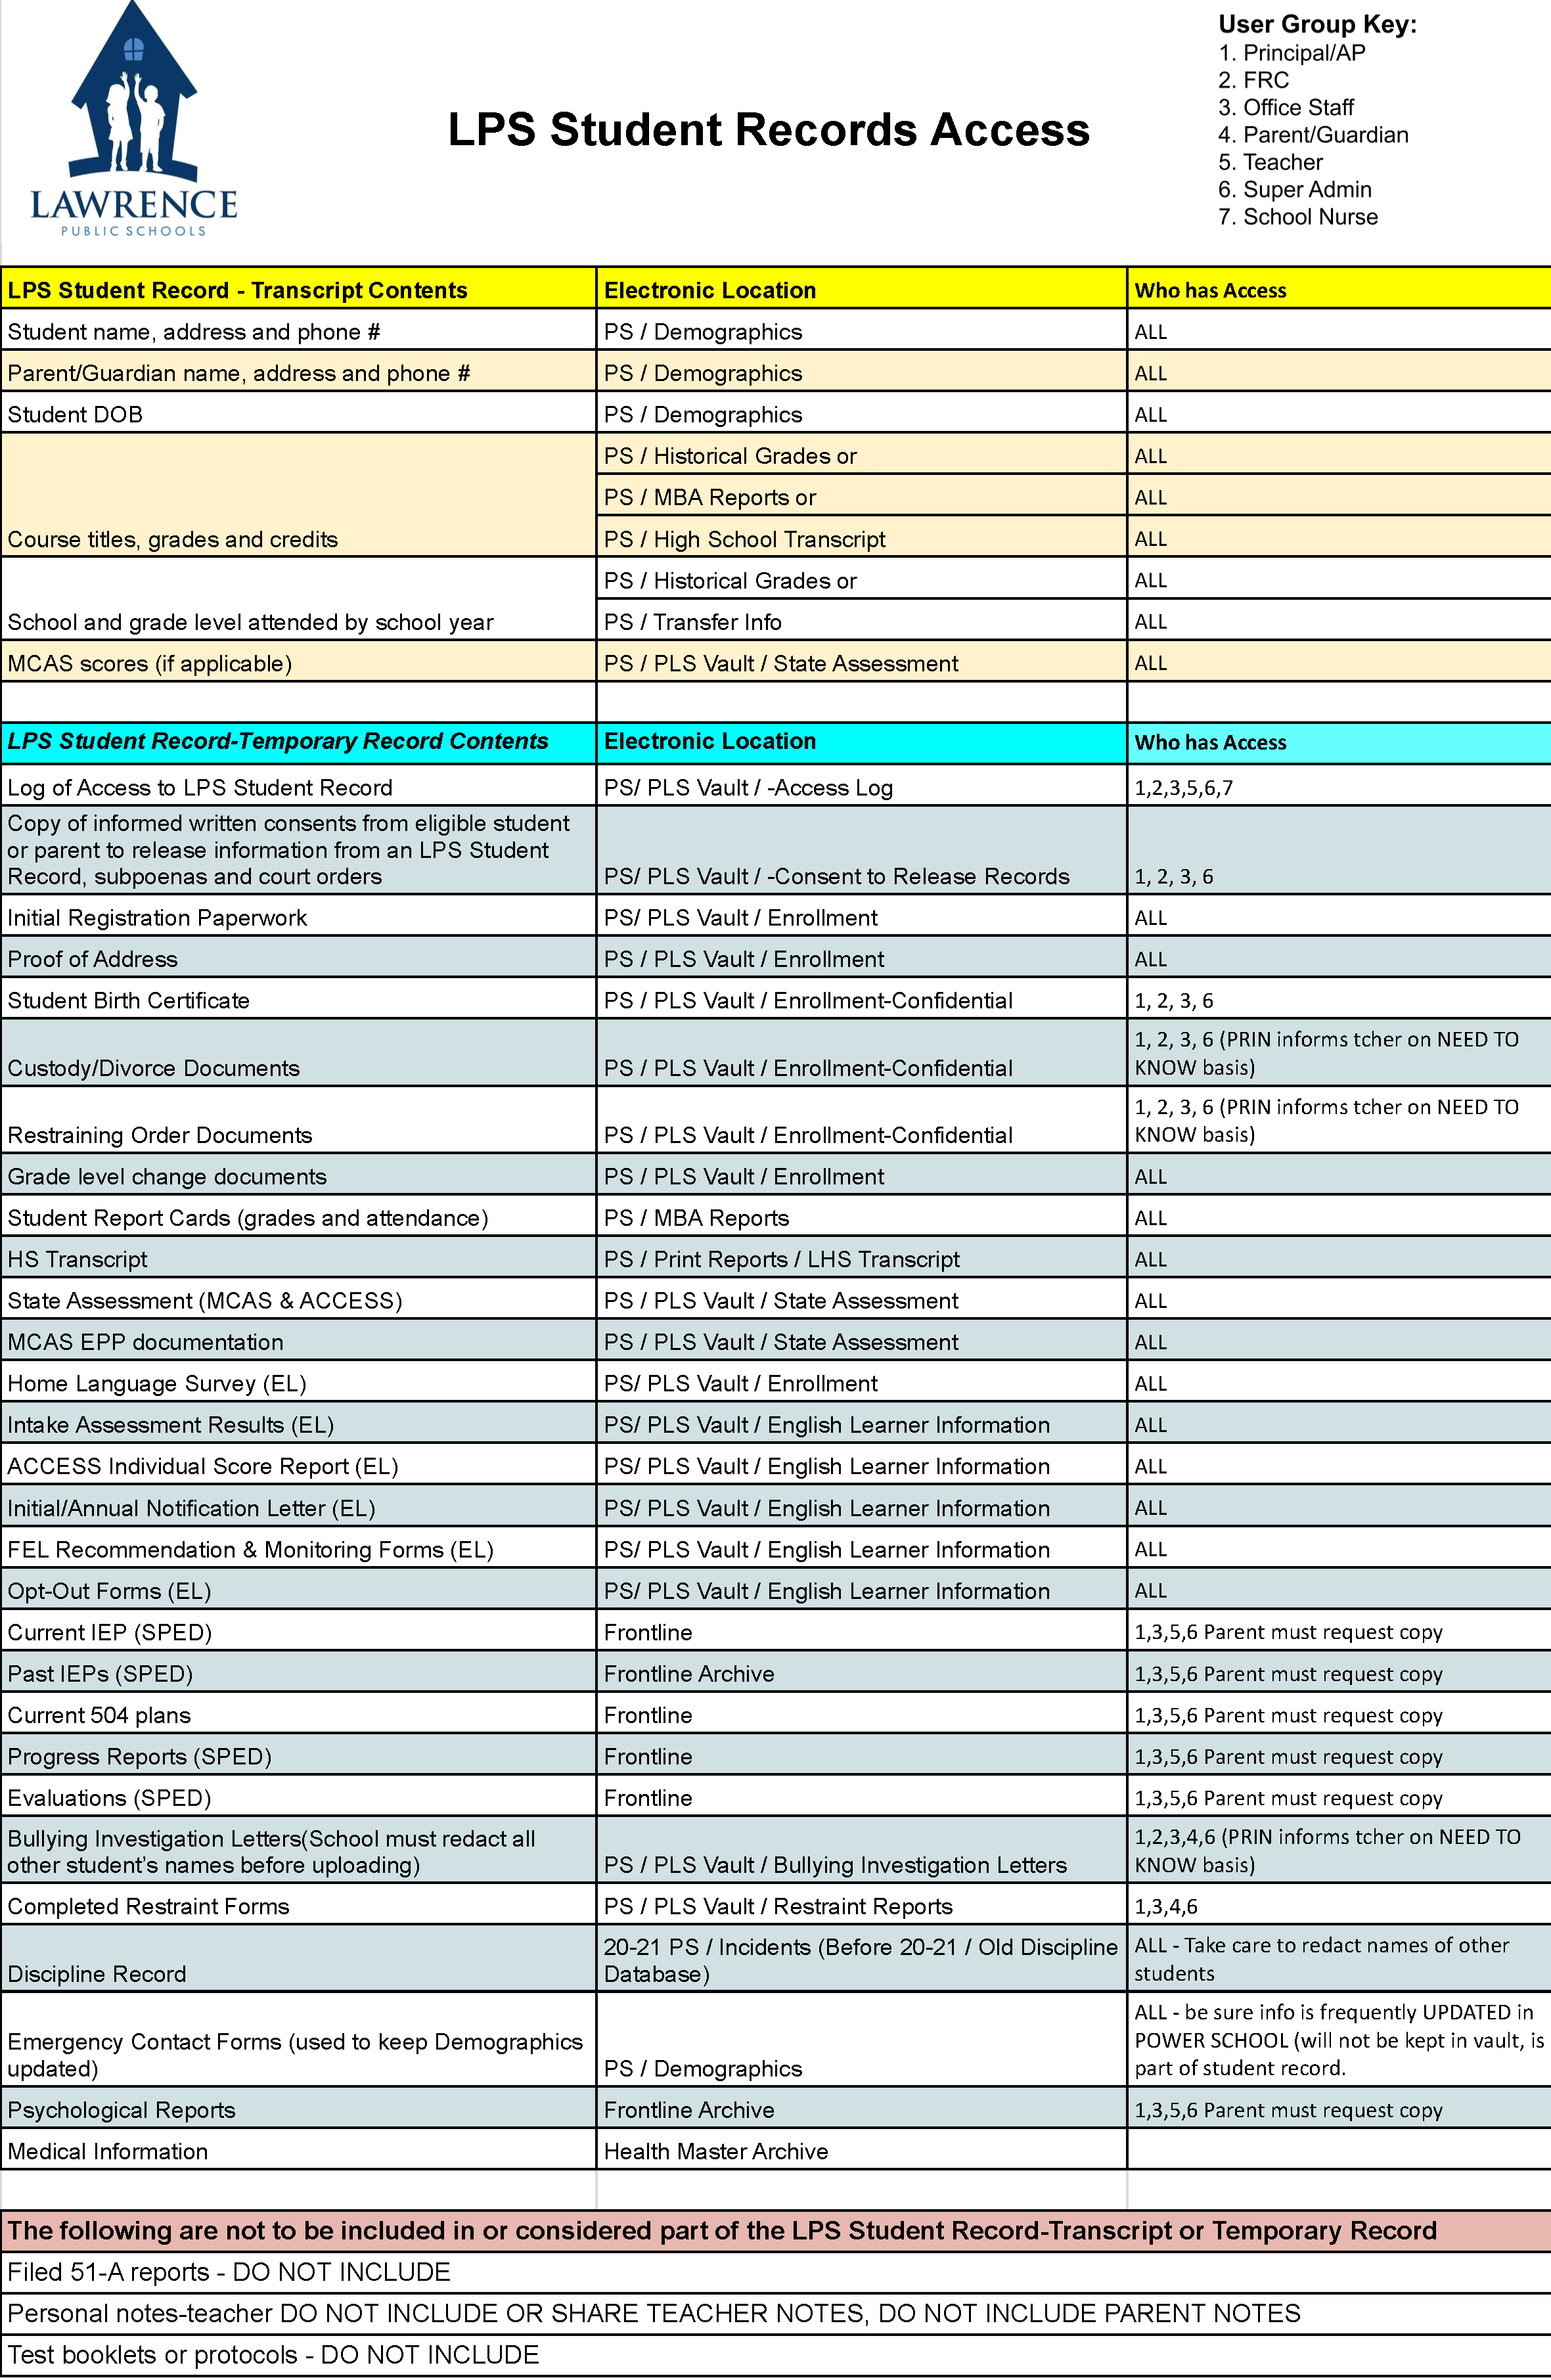 LAWRENCE
PUBLIC SCHOOLS
LPS Student Records Access
User Group Key:
1. Principal/AP
2. FRC
3. Office Staff
4. Parent/Guardian
5. Teacher
6. Super Admin
7. School Nurse
LPS Student Record - Transcript Contents Electronic Location Who has Access
Student name, address and phone # PS / Demographics ALL
Parent/Guardian name, address and phone # PS / Demographics ALL
Student DOB PS / Demographics ALL
PS / Historical Grades or ALL
PS / MBA Reports or ALL
Course titles, grades and credits PS / High School Transcript ALL
PS / Historical Grades or ALL
School and grade level attended by school year PS / Transfer Info ALL
MCAS scores (if applicable) PS / PLS Vault / State Assessment ALL
LPS Student Record-Temporary Record Contents Electronic Location Who has Access
Log of Access to LPS Student Record PS/ PLS Vault / -Access Log 1,2,3,5,6,7
Copy of informed written consents from eligible student
or parent to release information from an LPS Student
Record, subpoenas and court orders PS/ PLS Vault / -Consent to Release Records 1, 2, 3, 6
Initial Registration Paperwork PS/ PLS Vault / Enrollment ALL
Proof of Address PS / PLS Vault / Enrollment ALL
Student Birth Certificate PS / PLS Vault / Enrollment-Confidential 1, 2, 3, 6
Custody/Divorce Documents PS / PLS Vault / Enrollment-Confidential 1, 2, 3, 6 (PRIN informs tcher on NEED TO
KNOW basis)
Restraining Order Documents PS / PLS Vault / Enrollment-Confidential 1, 2, 3, 6 (PRIN informs tcher on NEED TO
KNOW basis)
Grade level change documents PS / PLS Vault / Enrollment ALL
Student Report Cards (grades and attendance) PS / MBA Reports ALL
HS Transcript PS / Print Reports / LHS Transcript ALL
State Assessment (MCAS & ACCESS) PS / PLS Vault / State Assessment ALL
MCAS EPP documentation PS / PLS Vault / State Assessment ALL
Home Language Survey (EL) PS/ PLS Vault / Enrollment ALL
Intake Assessment Results (EL) PS/ PLS Vault / English Learner Information ALL
ACCESS Individual Score Report (EL) PS/ PLS Vault / English Learner Information ALL
Initial/Annual Notification Letter (EL) PS/ PLS Vault / English Learner Information ALL
FEL Recommendation & Monitoring Forms (EL) PS/ PLS Vault / English Learner Information ALL
Opt-Out Forms (EL) PS/ PLS Vault / English Learner Information ALL
Current IEP (SPED) Frontline 1,3,5,6 Parent must request copy
Past IEPs (SPED) Frontline Archive 1,3,5,6 Parent must request copy
Current 504 plans Frontline 1,3,5,6 Parent must request copy
Progress Reports (SPED) Frontline 1,3,5,6 Parent must request copy
Evaluations (SPED) Frontline 1,3,5,6 Parent must request copy
Bullying Investigation Letters(School must redact all
other student's names before uploading) PS / PLS Vault / Bullying Investigation Letters 1,2,3,4,6 (PRIN informs tcher on NEED TO
KNOW basis)
Completed Restraint Forms PS / PLS Vault / Restraint Reports 1,3,4,6
Discipline Record 20-21 PS / Incidents (Before 20-21 / Old Discipline
Database) ALL - Take care to redact names of other
students
Emergency Contact Forms (used to keep Demographics
updated) PS / Demographics ALL - be sure info is frequently UPDATED in
POWER SCHOOL (will not be kept in vault, is
part of student record.
Psychological Reports Frontline Archive 1,3,5,6 Parent must request copy
Medical Information Health Master Archive
The following are not to be included in or considered part of the LPS Student Record-Transcript or Temporary Record
Filed 51-A reports - DO NOT INCLUDE
Personal notes-teacher DO NOT INCLUDE OR SHARE TEACHER NOTES, DO NOT INCLUDE PARENT NOTES
Test booklets or protocols - DO NOT INCLUDE